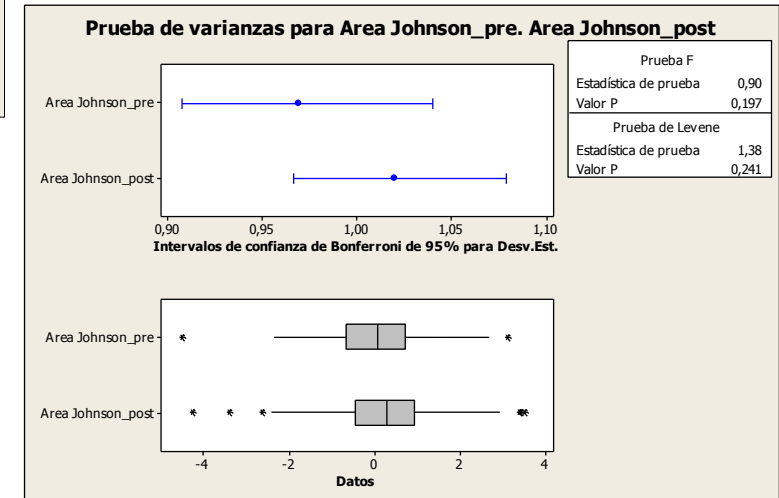 Prueba de varianzas para Area Johnson_pre. Area Johnson_post
Area Johnson_pre
Area Johnson_post
0,90 0,95 1,00 1,05 1,10
Intervalos de confianza de Bonferroni de 95% para Desv.Est.
Prueba F
Estadística de prueba 0,90
Valor P 0,197
Prueba de Levene
Estadística de prueba 1,38
Valor P 0,241
Area Johnson_pre
Area Johnson_post
-4 -2 0 2 4
Datos